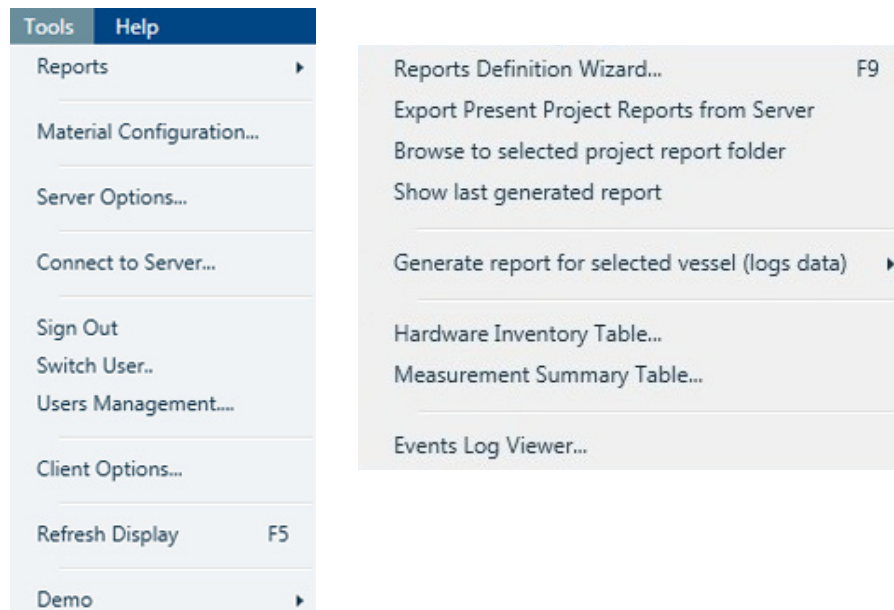 Tools Help
Reports
Material Configuration...
Server Options...
Connect to Server...
Sign Out
Switch User..
Users Management....
Client Options...
Refresh Display F5
Demo
Reports Definition Wizard... F9
Export Present Project Reports from Server
Browse to selected project report folder
Show last generated report
Generate report for selected vessel (logs data)
Hardware Inventory Table...
Measurement Summary Table...
Events Log Viewer...